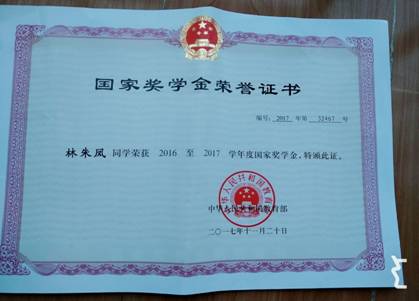 国家奖学金荣誉证书
编号: 2017 年第 32467 号
林朱凤 同学荣获 2016 至 2017 学年度国家奖学金,特颁此证。
中华人民共和国教育部
二〇一七年十一月二十日